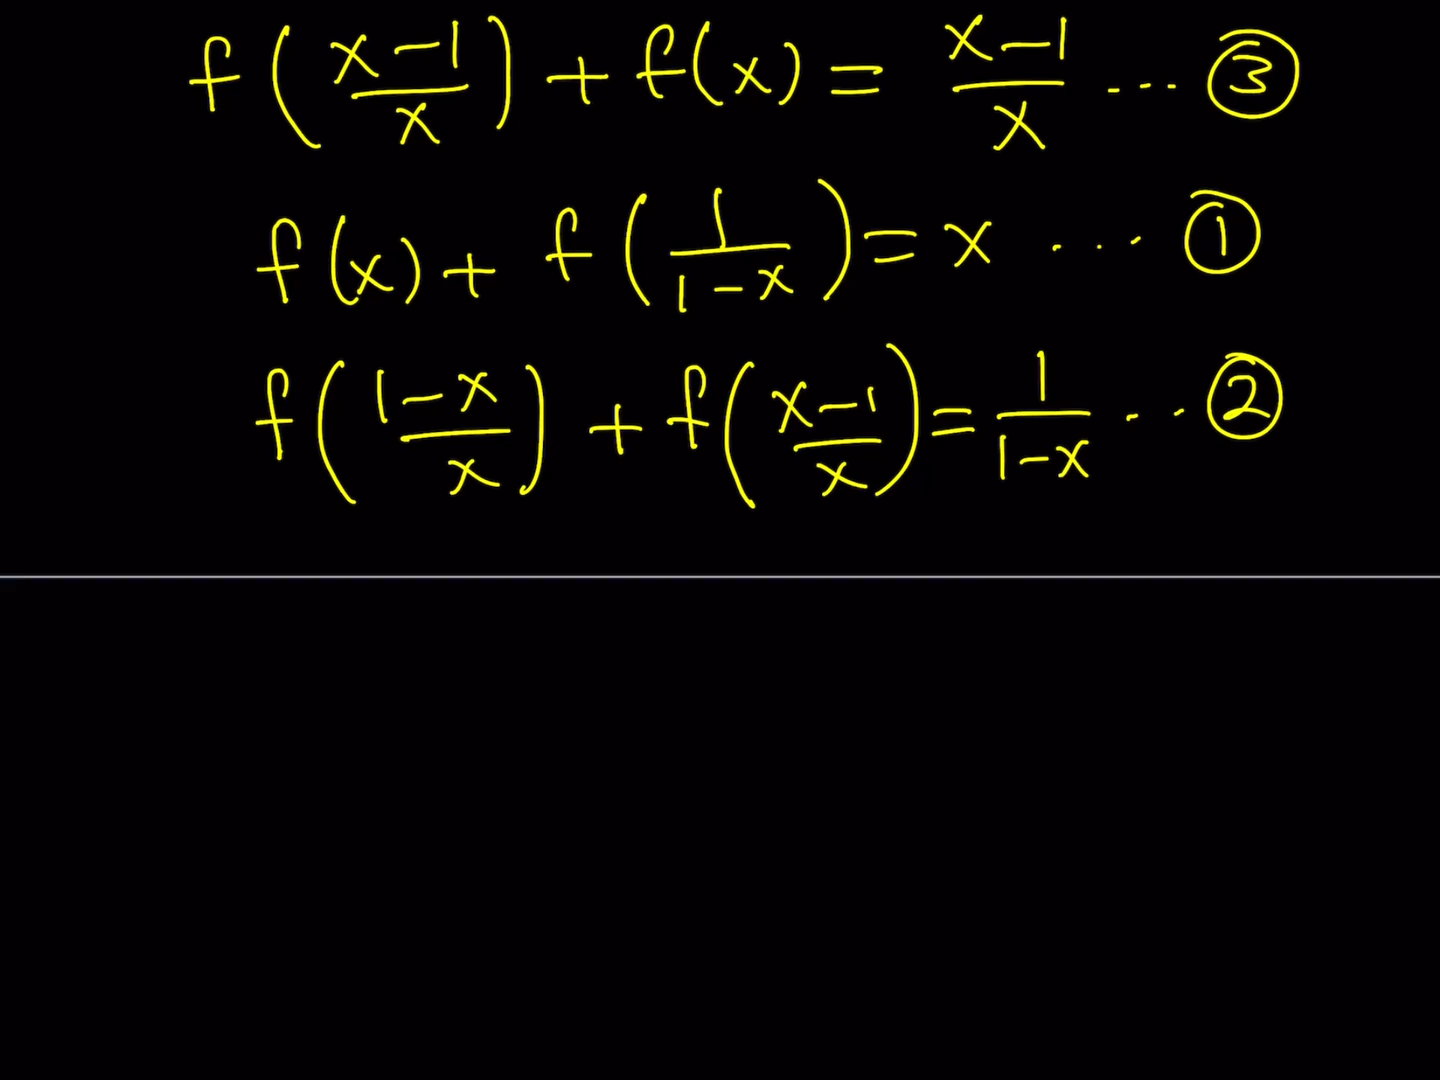 f((x-1)/x) + f(x) = (x-1)/x ... ③
f(x) + f(1/(1-x)) = x ... ①
f((1-x)/x) + f((x-1)/x) = 1/(1-x) ... ②